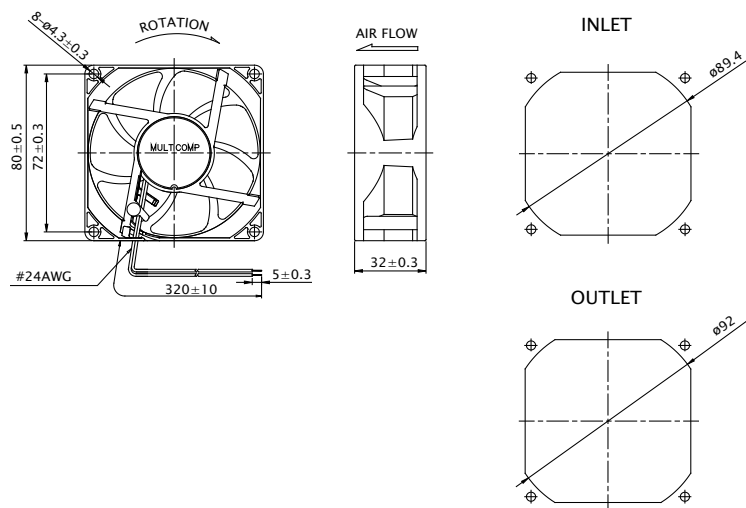 8-ø4.3±0.3
ROTATION
AIR FLOW
INLET
ø89.4
80±0.5
72±0.3
MULTICOMP
#24AWG
320±10
5±0.3
32±0.3
OUTLET
ø92